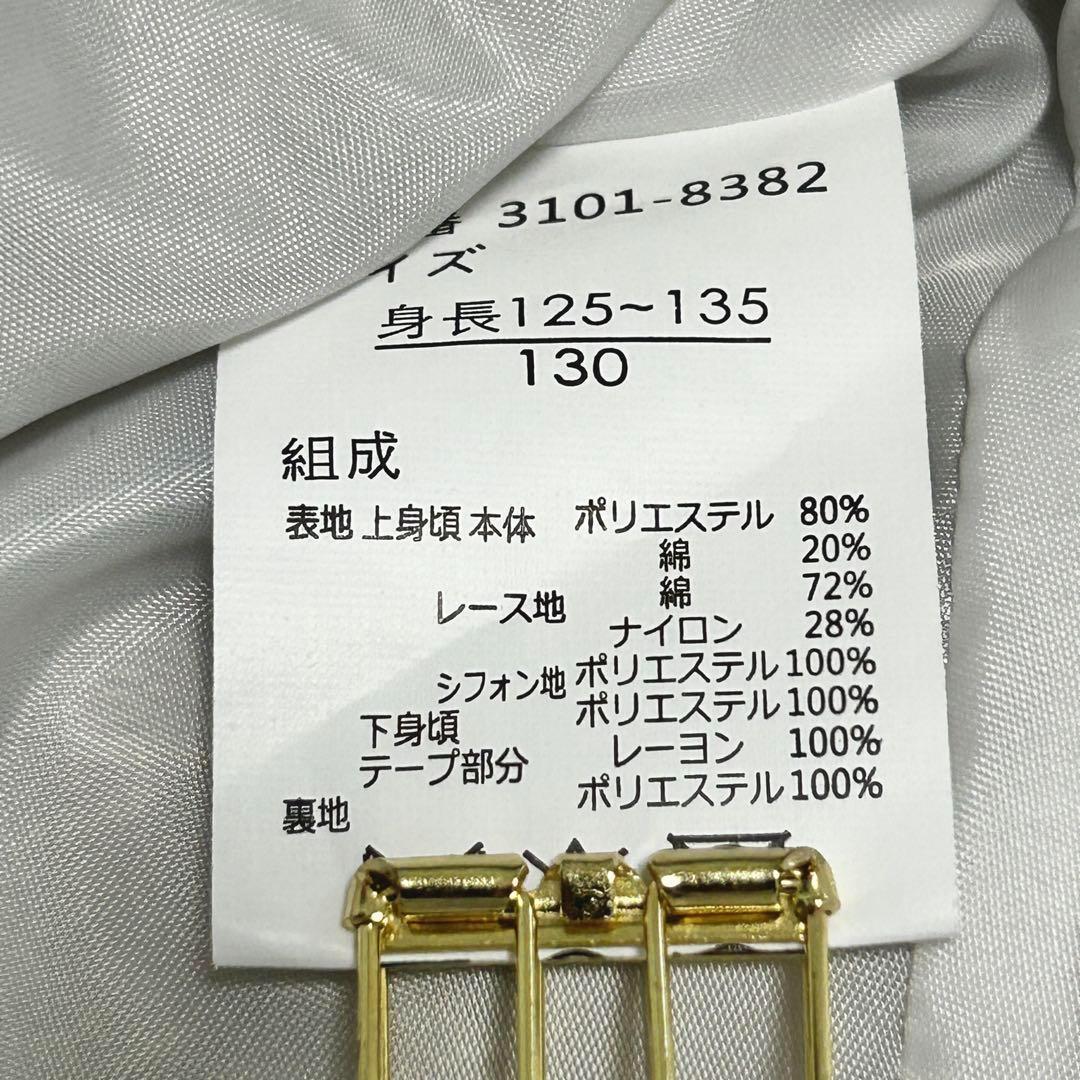 番 3101-8382
イズ
身長125~135
130
組成
表地 上身頃 本体 ポリエステル 80%
綿 20%
レース地 綿 72%
ナイロン 28%
シフォン地 ポリエステル 100%
下身頃 ポリエステル 100%
テープ部分 レーヨン 100%
裏地 ポリエステル 100%